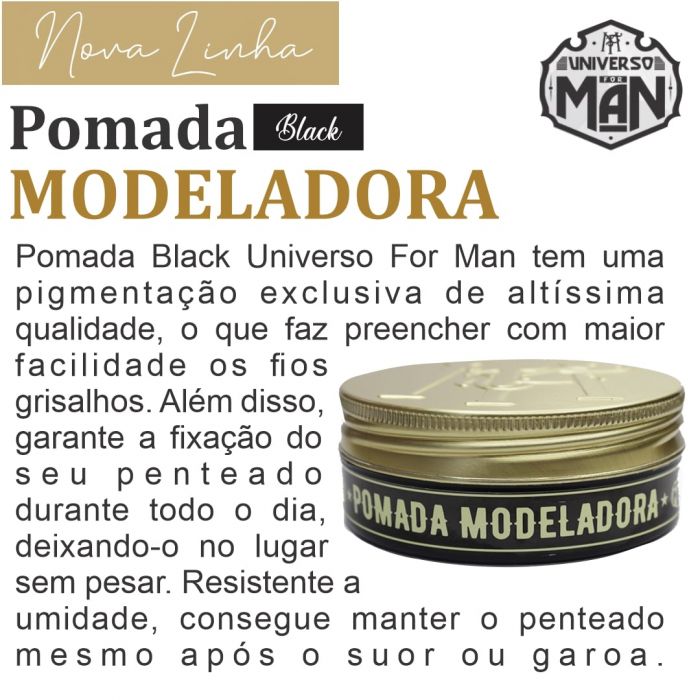 Nova Linha
UNIVERSO
FOR
MAN
Pomada Black
MODELADORA
Pomada Black Universo For Man tem uma
pigmentação exclusiva de altíssima
qualidade, o que faz preencher com maior
facilidade os fios
grisalhos. Além disso,
garante a fixação do
seu penteado
durante todo o dia,
deixando-o no lugar
sem pesar. Resistente a
umidade, consegue manter o penteado
mesmo após o suor ou garoa.
POMADA MODELADORA